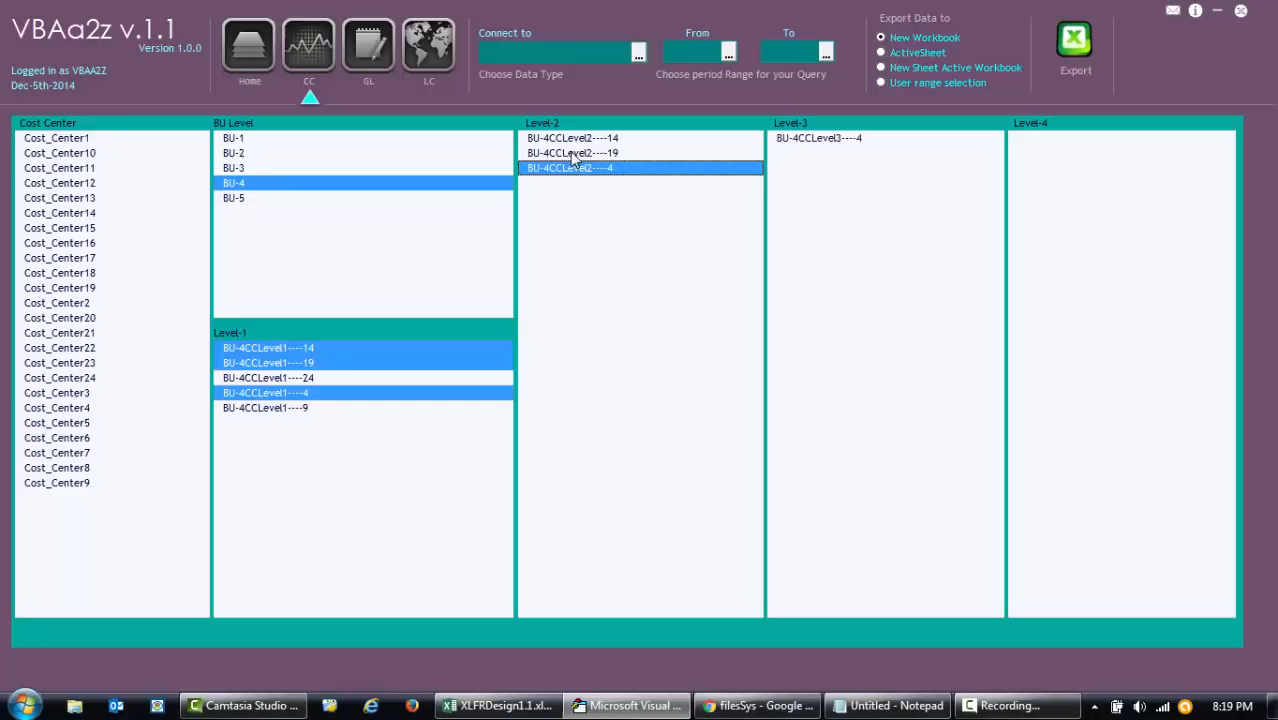 VBAa2z v.1.1
Version 1.0.0
Logged in as VBAA2Z
Dec-5th-2014
Home
CC
GL
LC
Connect to
...
Choose Data Type
From
...
To
...
Choose period Range for your Query
Export Data to
New Workbook
ActiveSheet
New Sheet Active Workbook
User range selection
Export
Cost Center
Cost_Center1
Cost_Center10
Cost_Center11
Cost_Center12
Cost_Center13
Cost_Center14
Cost_Center15
Cost_Center16
Cost_Center17
Cost_Center18
Cost_Center19
Cost_Center2
Cost_Center20
Cost_Center21
Cost_Center22
Cost_Center23
Cost_Center24
Cost_Center3
Cost_Center4
Cost_Center5
Cost_Center6
Cost_Center7
Cost_Center8
Cost_Center9
BU Level
BU-1
BU-2
BU-3
BU-4
BU-5
Level-1
BU-4CCLevel1----14
BU-4CCLevel1----19
BU-4CCLevel1----24
BU-4CCLevel1----4
BU-4CCLevel1----9
Level-2
BU-4CCLevel2----14
BU-4CCLevel2----19
BU-4CCLevel2----4
Level-3
BU-4CCLevel3----4
Level-4
Camtasia Studio ...
XLFRDesign1.1.xl...
Microsoft Visual ...
filesSys - Google ...
Untitled - Notepad
Recording...
8:19 PM